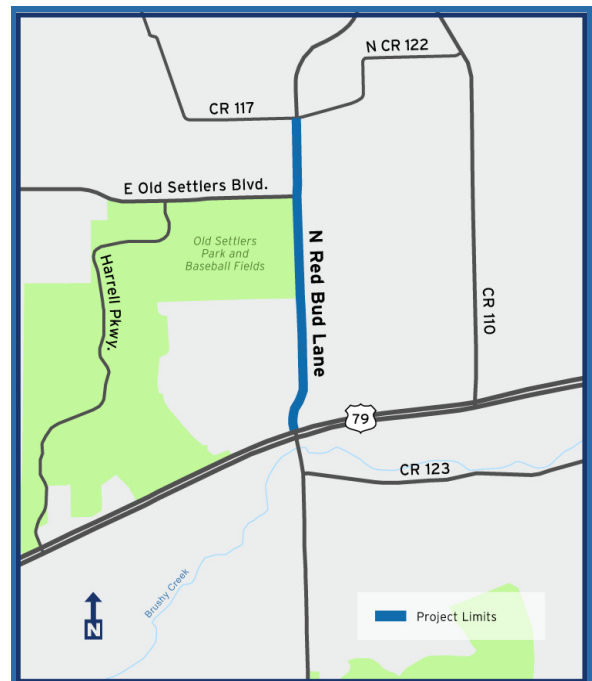 N CR 122
CR 117
E Old Settlers Blvd.
Old Settlers
Park and
Baseball Fields
N Red Bud Lane
Harrell Pkwy.
CR 110
79
CR 123
Brushy Creek
N
Project Limits